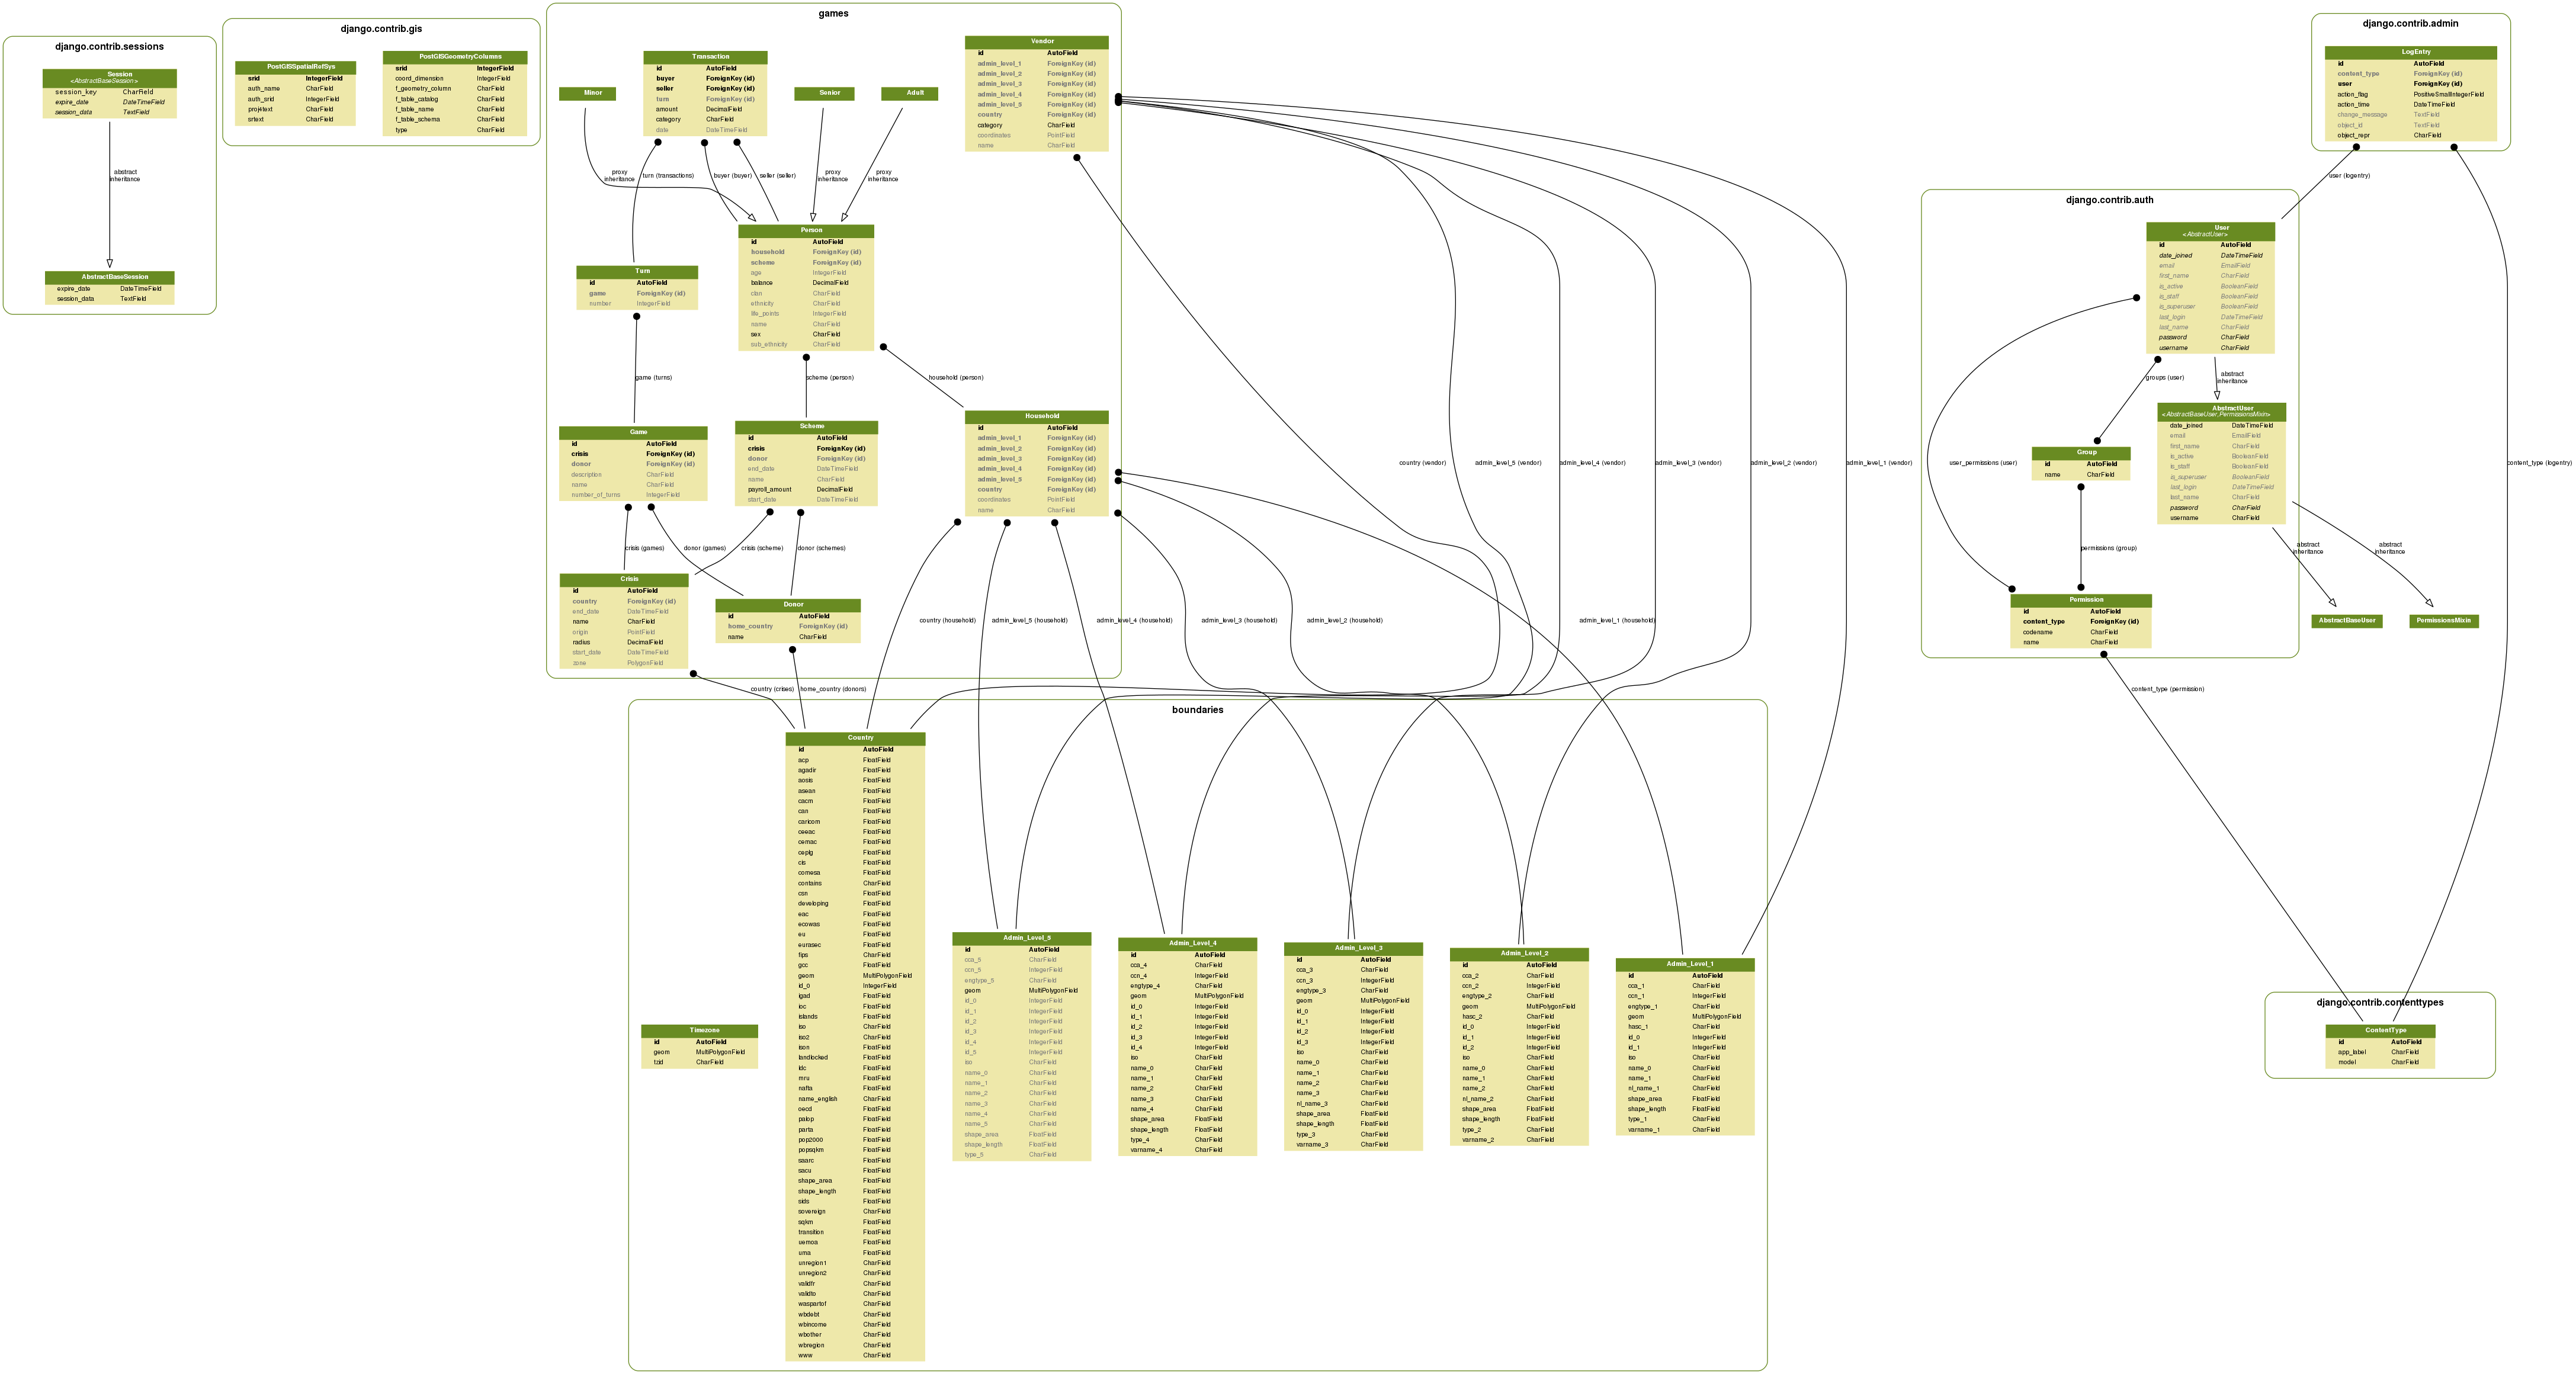 django.contrib.sessions
Session
<AbstractBaseSession>
session_key CharField
expire_date DateTimeField
session_data TextField
abstract
inheritance
AbstractBaseSession
expire_date DateTimeField
session_data TextField
django.contrib.gis
PostGISSpatialRefSys
srid IntegerField
auth_name CharField
auth_srid IntegerField
proj4text CharField
srtext CharField
PostGISGeometryColumns
srid IntegerField
coord_dimension IntegerField
f_geometry_column CharField
f_table_catalog CharField
f_table_name CharField
f_table_schema CharField
type CharField
games
Minor
Transaction
id AutoField
buyer ForeignKey (id)
seller ForeignKey (id)
turn ForeignKey (id)
amount DecimalField
category CharField
date DateTimeField
Senior
Adult
Vendor
id AutoField
admin_level_1 ForeignKey (id)
admin_level_2 ForeignKey (id)
admin_level_3 ForeignKey (id)
admin_level_4 ForeignKey (id)
admin_level_5 ForeignKey (id)
country ForeignKey (id)
category CharField
coordinates PointField
name CharField
proxy
inheritance
turn (transactions)
buyer (buyer)
seller (seller)
proxy
inheritance
proxy
inheritance
Person
id AutoField
household ForeignKey (id)
scheme ForeignKey (id)
age IntegerField
balance DecimalField
clan CharField
ethnicity CharField
life_points IntegerField
name CharField
sex CharField
sub_ethnicity CharField
Turn
id AutoField
game ForeignKey (id)
number IntegerField
game (turns)
scheme (person)
household (person)
Game
id AutoField
crisis ForeignKey (id)
donor ForeignKey (id)
description CharField
name CharField
number_of_turns IntegerField
Scheme
id AutoField
crisis ForeignKey (id)
donor ForeignKey (id)
end_date DateTimeField
name CharField
payroll_amount DecimalField
start_date DateTimeField
Household
id AutoField
admin_level_1 ForeignKey (id)
admin_level_2 ForeignKey (id)
admin_level_3 ForeignKey (id)
admin_level_4 ForeignKey (id)
admin_level_5 ForeignKey (id)
country ForeignKey (id)
coordinates PointField
name CharField
country (vendor)
admin_level_5 (vendor)
admin_level_4 (vendor)
admin_level_3 (vendor)
admin_level_2 (vendor)
admin_level_1 (vendor)
crisis (games)
donor (games)
crisis (scheme)
donor (schemes)
Crisis
id AutoField
country ForeignKey (id)
end_date DateTimeField
name CharField
origin PointField
radius DecimalField
start_date DateTimeField
zone PolygonField
Donor
id AutoField
home_country ForeignKey (id)
name CharField
country (household)
admin_level_5 (household)
admin_level_4 (household)
admin_level_3 (household)
admin_level_2 (household)
admin_level_1 (household)
country (crises)
home_country (donors)
boundaries
Timezone
id AutoField
geom MultiPolygonField
tzid CharField
Country
id AutoField
acp FloatField
agadir FloatField
aosis FloatField
asean FloatField
cacm FloatField
can FloatField
caricom FloatField
ceeac FloatField
cemac FloatField
ceplg FloatField
cis FloatField
comesa FloatField
contains CharField
csn FloatField
developing FloatField
eac FloatField
ecowas FloatField
eu FloatField
eurasec FloatField
fips CharField
gcc FloatField
geom MultiPolygonField
id_0 IntegerField
igad FloatField
ioc FloatField
islands FloatField
iso CharField
iso2 CharField
ison FloatField
landlocked FloatField
ldc FloatField
mru FloatField
nafta FloatField
name_english CharField
oecd FloatField
palop FloatField
parta FloatField
pop2000 FloatField
popsqkm FloatField
saarc FloatField
sacu FloatField
shape_area FloatField
shape_length FloatField
sids FloatField
sovereign CharField
sqkm FloatField
transition FloatField
uemoa FloatField
uma FloatField
unregion1 CharField
unregion2 CharField
validfr CharField
validto CharField
waspartof CharField
wbdebt CharField
wbincome CharField
wbother CharField
wbregion CharField
www CharField
Admin_Level_5
id AutoField
cca_5 CharField
ccn_5 IntegerField
engtype_5 CharField
geom MultiPolygonField
id_0 IntegerField
id_1 IntegerField
id_2 IntegerField
id_3 IntegerField
id_4 IntegerField
id_5 IntegerField
iso CharField
name_0 CharField
name_1 CharField
name_2 CharField
name_3 CharField
name_4 CharField
name_5 CharField
shape_area FloatField
shape_length FloatField
type_5 CharField
Admin_Level_4
id AutoField
cca_4 CharField
ccn_4 IntegerField
engtype_4 CharField
geom MultiPolygonField
id_0 IntegerField
id_1 IntegerField
id_2 IntegerField
id_3 IntegerField
id_4 IntegerField
iso CharField
name_0 CharField
name_1 CharField
name_2 CharField
name_3 CharField
name_4 CharField
shape_area FloatField
shape_length FloatField
type_4 CharField
varname_4 CharField
Admin_Level_3
id AutoField
cca_3 CharField
ccn_3 IntegerField
engtype_3 CharField
geom MultiPolygonField
id_0 IntegerField
id_1 IntegerField
id_2 IntegerField
id_3 IntegerField
iso CharField
name_0 CharField
name_1 CharField
name_2 CharField
name_3 CharField
nl_name_3 CharField
shape_area FloatField
shape_length FloatField
type_3 CharField
varname_3 CharField
Admin_Level_2
id AutoField
cca_2 CharField
ccn_2 IntegerField
engtype_2 CharField
geom MultiPolygonField
hasc_2 CharField
id_0 IntegerField
id_1 IntegerField
id_2 IntegerField
iso CharField
name_0 CharField
name_1 CharField
name_2 CharField
nl_name_2 CharField
shape_area FloatField
shape_length FloatField
type_2 CharField
varname_2 CharField
Admin_Level_1
id AutoField
cca_1 CharField
ccn_1 IntegerField
engtype_1 CharField
geom MultiPolygonField
hasc_1 CharField
id_0 IntegerField
id_1 IntegerField
iso CharField
name_0 CharField
name_1 CharField
nl_name_1 CharField
shape_area FloatField
shape_length FloatField
type_1 CharField
varname_1 CharField
django.contrib.admin
LogEntry
id AutoField
content_type ForeignKey (id)
user ForeignKey (id)
action_flag PositiveSmallIntegerField
action_time DateTimeField
change_message TextField
object_id TextField
object_repr CharField
user (logentry)
content_type (logentry)
django.contrib.auth
User
<AbstractUser>
id AutoField
date_joined DateTimeField
email EmailField
first_name CharField
is_active BooleanField
is_staff BooleanField
is_superuser BooleanField
last_login DateTimeField
last_name CharField
password CharField
username CharField
groups (user)
abstract
inheritance
user_permissions (user)
AbstractUser
<AbstractBaseUser,PermissionsMixin>
date_joined DateTimeField
email EmailField
first_name CharField
is_active BooleanField
is_staff BooleanField
is_superuser BooleanField
last_login DateTimeField
last_name CharField
password CharField
username CharField
Group
id AutoField
name CharField
permissions (group)
abstract
inheritance
abstract
inheritance
Permission
id AutoField
content_type ForeignKey (id)
codename CharField
name CharField
AbstractBaseUser
PermissionsMixin
content_type (permission)
django.contrib.contenttypes
ContentType
id AutoField
app_label CharField
model CharField